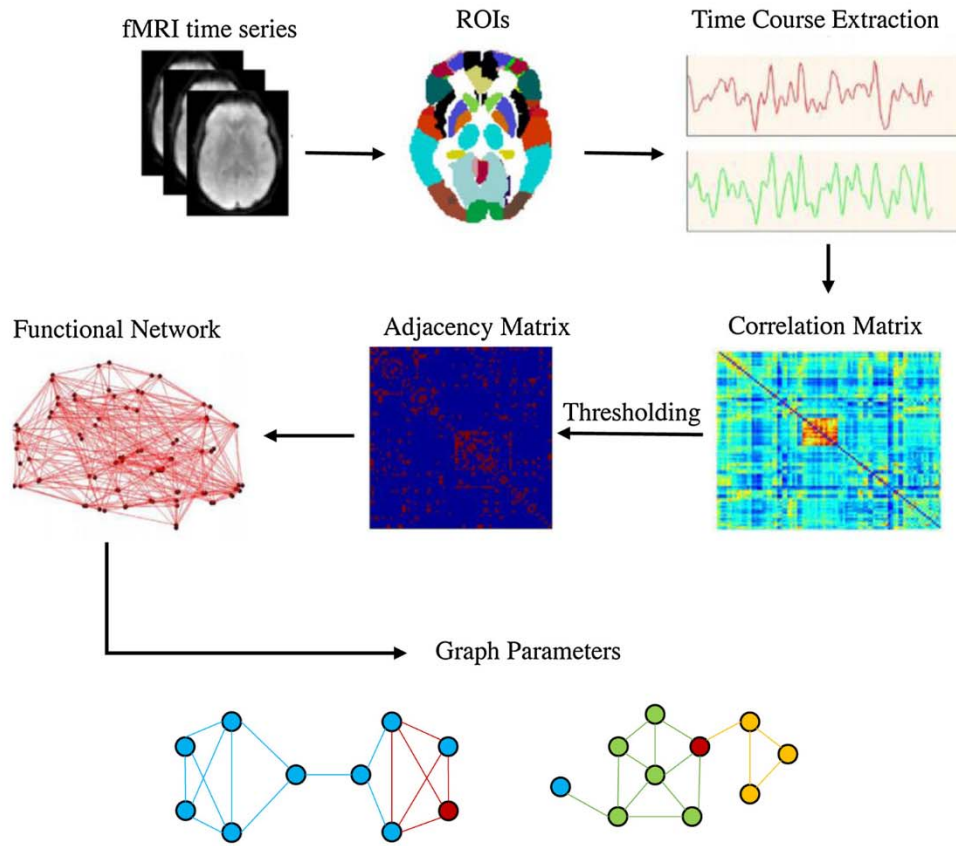 fMRI time series
ROIs
Time Course Extraction
Functional Network
Adjacency Matrix
Correlation Matrix
Thresholding
Graph Parameters